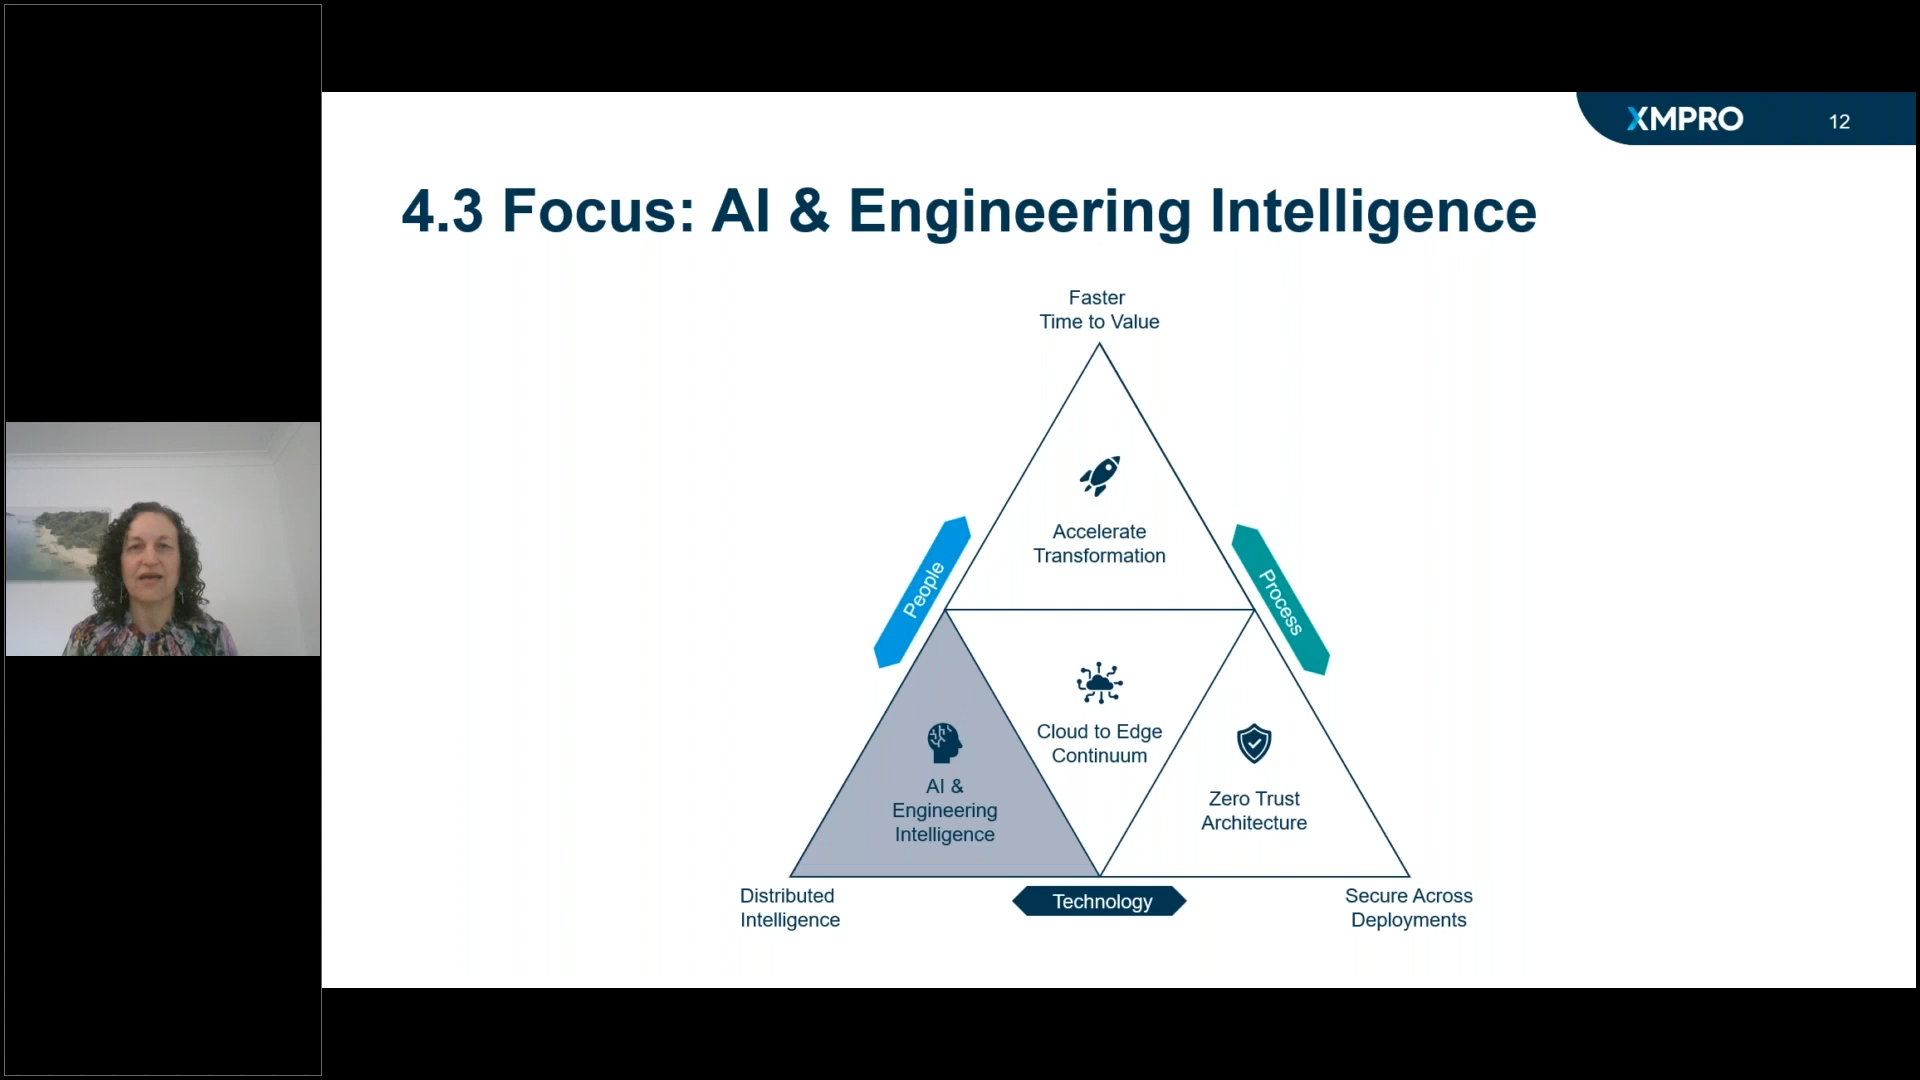 XMPRO
12
4.3 Focus: AI & Engineering Intelligence
Faster
Time to Value
Accelerate
Transformation
People
Process
Cloud to Edge
Continuum
AI &
Engineering
Intelligence
Zero Trust
Architecture
Distributed
Intelligence
Technology
Secure Across
Deployments